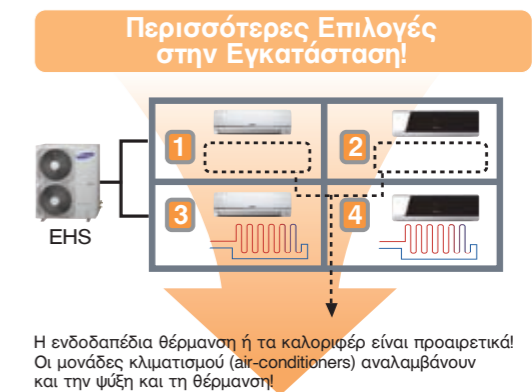 Περισσότερες Επιλογές
στην Εγκατάσταση!
1
2
EHS
3
4
Η ενδοδαπέδια θέρμανση ή τα καλοριφέρ είναι προαιρετικά!
Οι μονάδες κλιματισμού (air-conditioners) αναλαμβάνουν
και την ψύξη και τη θέρμανση!